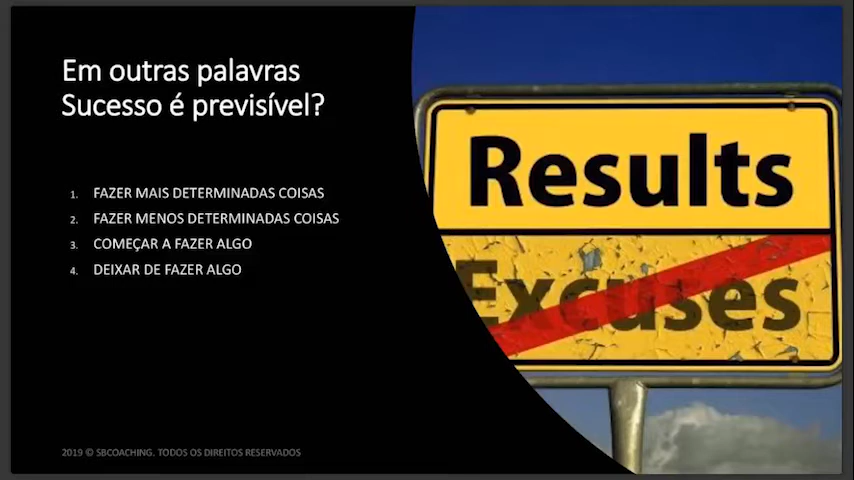 Em outras palavras
Sucesso é previsível?
1. FAZER MAIS DETERMINADAS COISAS
2. FAZER MENOS DETERMINADAS COISAS
3. COMEÇAR A FAZER ALGO
4. DEIXAR DE FAZER ALGO
2019 © SBCOACHING. TODOS OS DIREITOS RESERVADOS
Results
Excuses